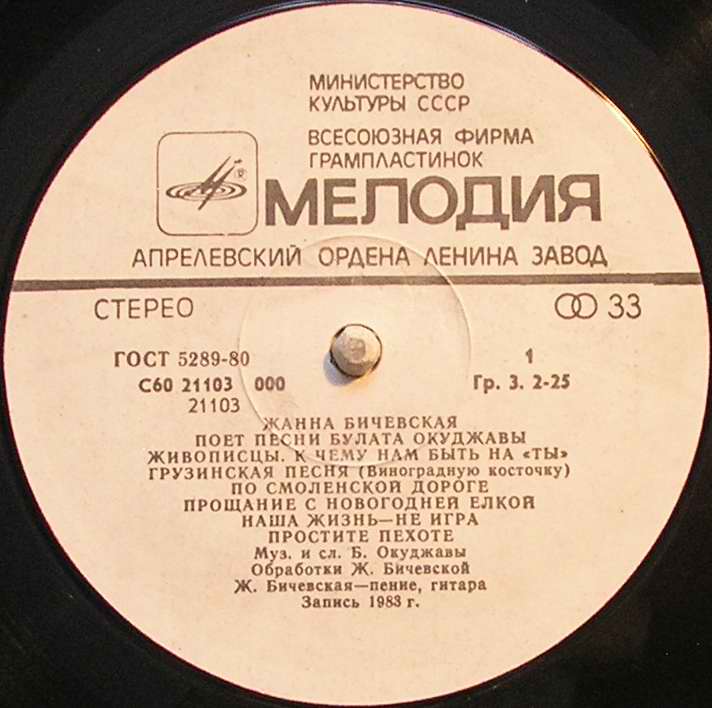 МИНИСТЕРСТВО
КУЛЬТУРЫ СССР
ВСЕСОЮЗНАЯ ФИРМА
ГРАМПЛАСТИНОК
®
МЕЛОДИЯ
АПРЕЛЕВСКИЙ ОРДЕНА ЛЕНИНА ЗАВОД
СТЕРЕО 33
ГОСТ 5289-80 1
С60 21103 000 Гр. 3. 2-25
21103
ЖАННА БИЧЕВСКАЯ
ПОЕТ ПЕСНИ БУЛАТА ОКУДЖАВЫ
ЖИВОПИСЦЫ. К ЧЕМУ НАМ БЫТЬ НА «ТЫ»
ГРУЗИНСКАЯ ПЕСНЯ (Виноградную косточку)
ПО СМОЛЕНСКОЙ ДОРОГЕ
ПРОЩАНИЕ С НОВОГОДНЕЙ ЕЛКОЙ
НАША ЖИЗНЬ—НЕ ИГРА
ПРОСТИТЕ ПЕХОТЕ
Муз. и сл. Б. Окуджавы
Обработки Ж. Бичевской
Ж. Бичевская—пение, гитара
Запись 1983 г.